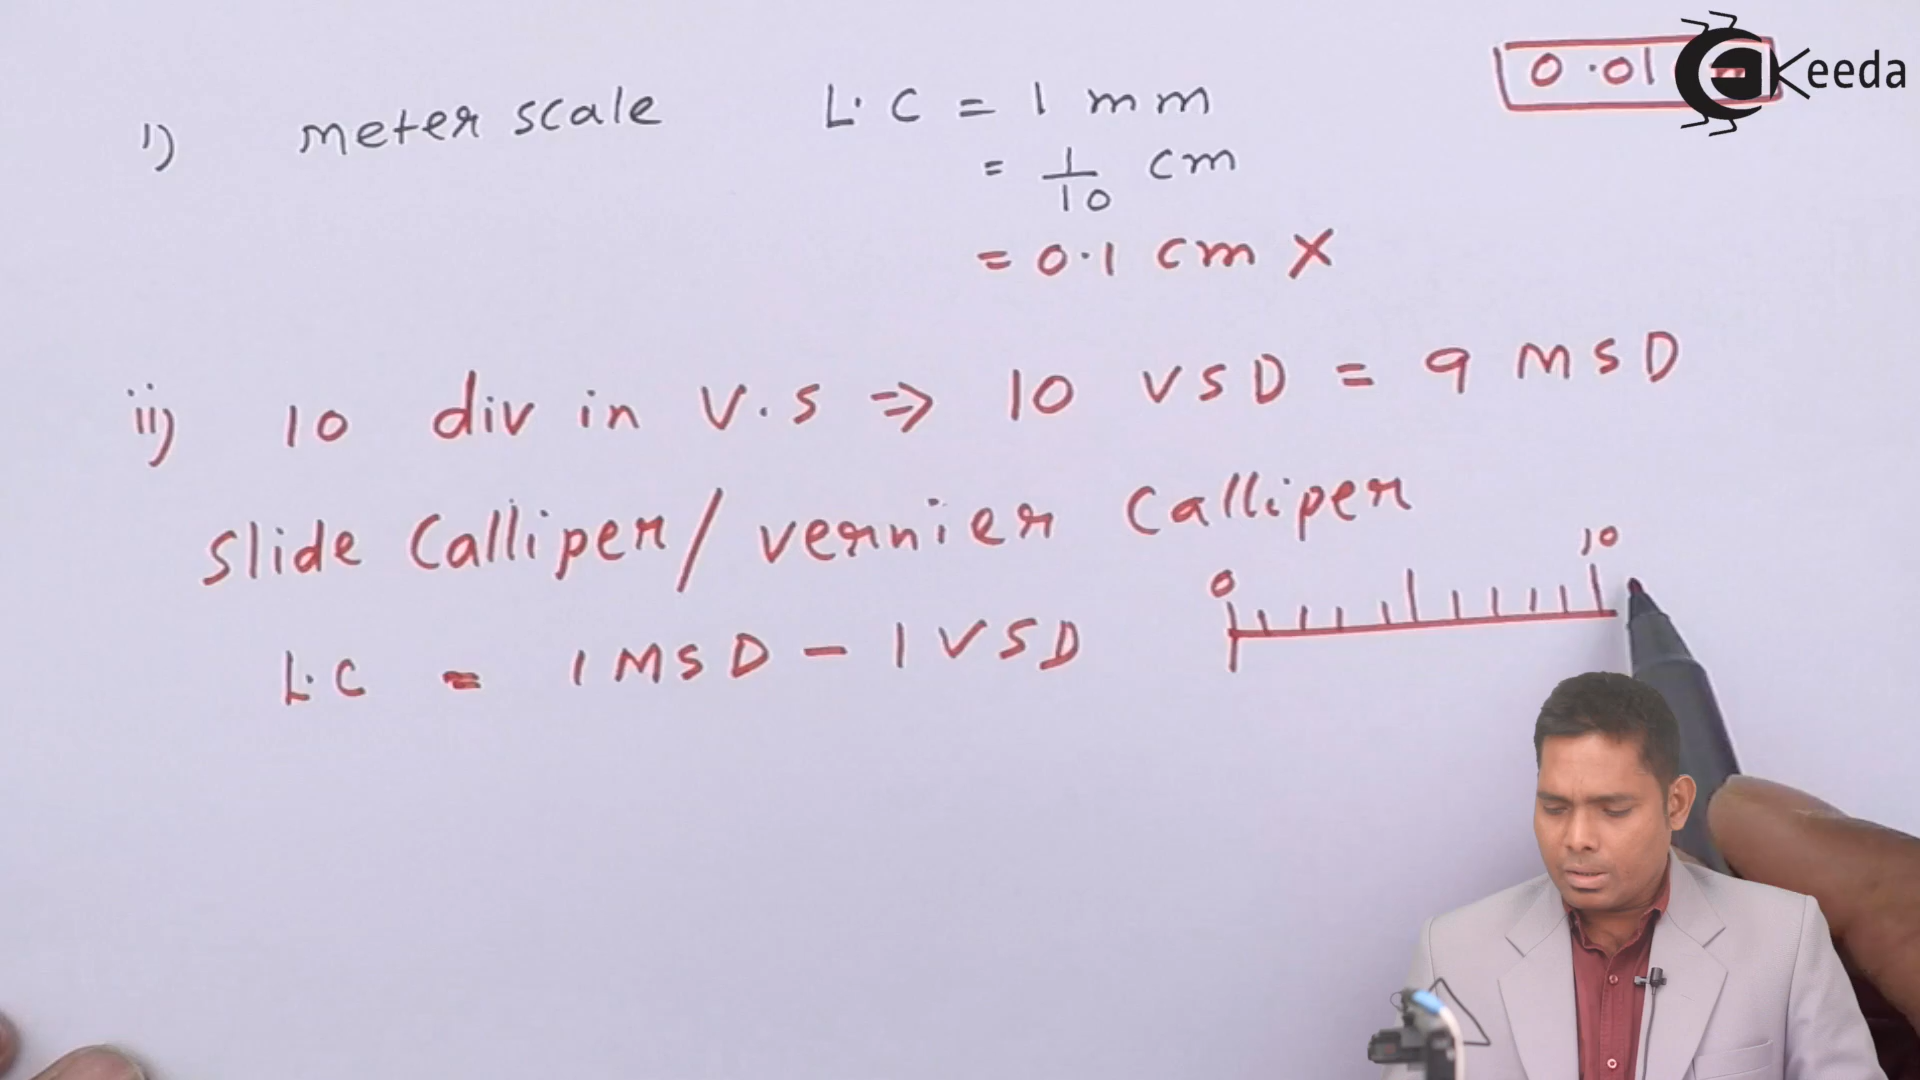 0.01
Keeda
i) meter scale L.C = 1 mm
= 1/10 cm
= 0.1 cm X
ii) 10 div in V.S ⇒ 10 VSD = 9 MSD
Slide Calliper/vernier Calliper
0 10
L.C = 1 MSD - 1 VSD